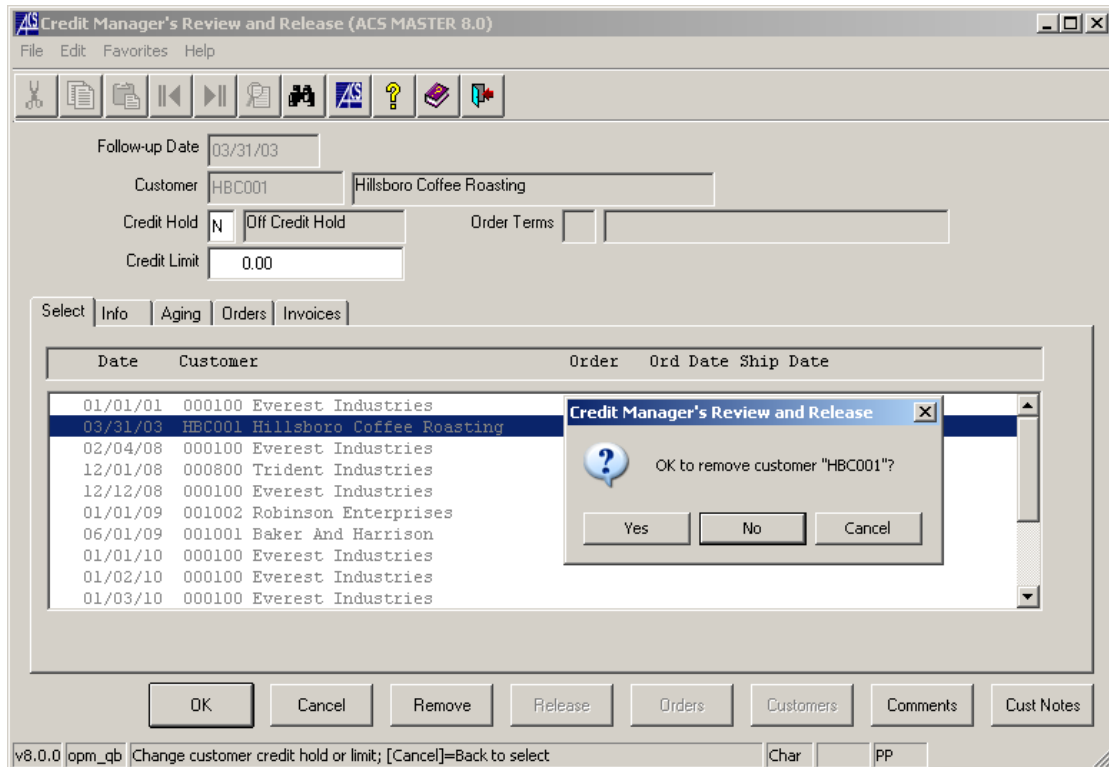 Credit Manager's Review and Release (ACS MASTER 8.0)
File Edit Favorites Help
ACS
Follow-up Date 03/31/03
Customer HBC001 Hillsboro Coffee Roasting
Credit Hold N Off Credit Hold Order Terms
Credit Limit 0.00
Select Info Aging Orders Invoices
Date Customer Order Ord Date Ship Date
01/01/01 000100 Everest Industries
03/31/03 HBC001 Hillsboro Coffee Roasting
02/04/08 000100 Everest Industries
12/01/08 000800 Trident Industries
12/12/08 000100 Everest Industries
01/01/09 001002 Robinson Enterprises
06/01/09 001001 Baker And Harrison
01/01/10 000100 Everest Industries
01/02/10 000100 Everest Industries
01/03/10 000100 Everest Industries
Credit Manager's Review and Release
OK to remove customer "HBC001"?
Yes No Cancel
OK Cancel Remove Release Orders Customers Comments Cust Notes
v8.0.0 opm_qb Change customer credit hold or limit; [Cancel]=Back to select Char PP